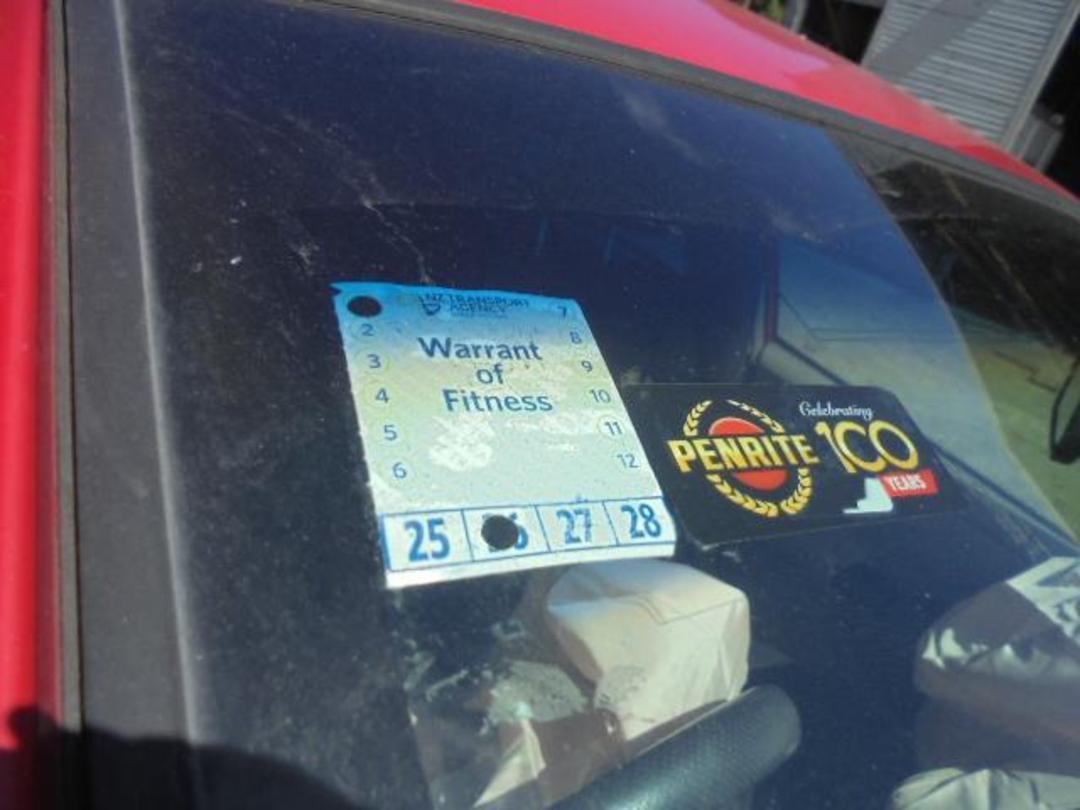 NZ TRANSPORT
AGENCY
Warrant
of
Fitness
2
3
4
5
6
7
8
9
10
11
12
25 6 27 28
Celebrating
PENRITE 100
YEARS